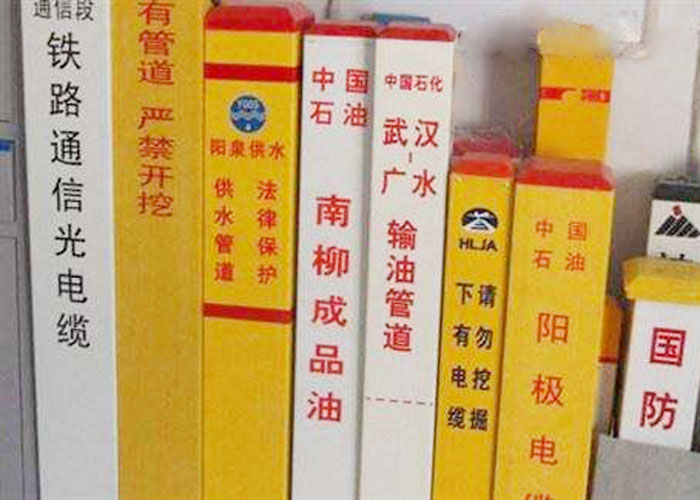 通信段
铁路通信光电缆
有管道 严禁开挖
阳泉供水
供水管道
法律保护
中国
石油
南柳成品油
中国石化
武汉-广水
输油管道
HLJA
下有电缆
请勿挖掘
中国
石油
阳极电
国防